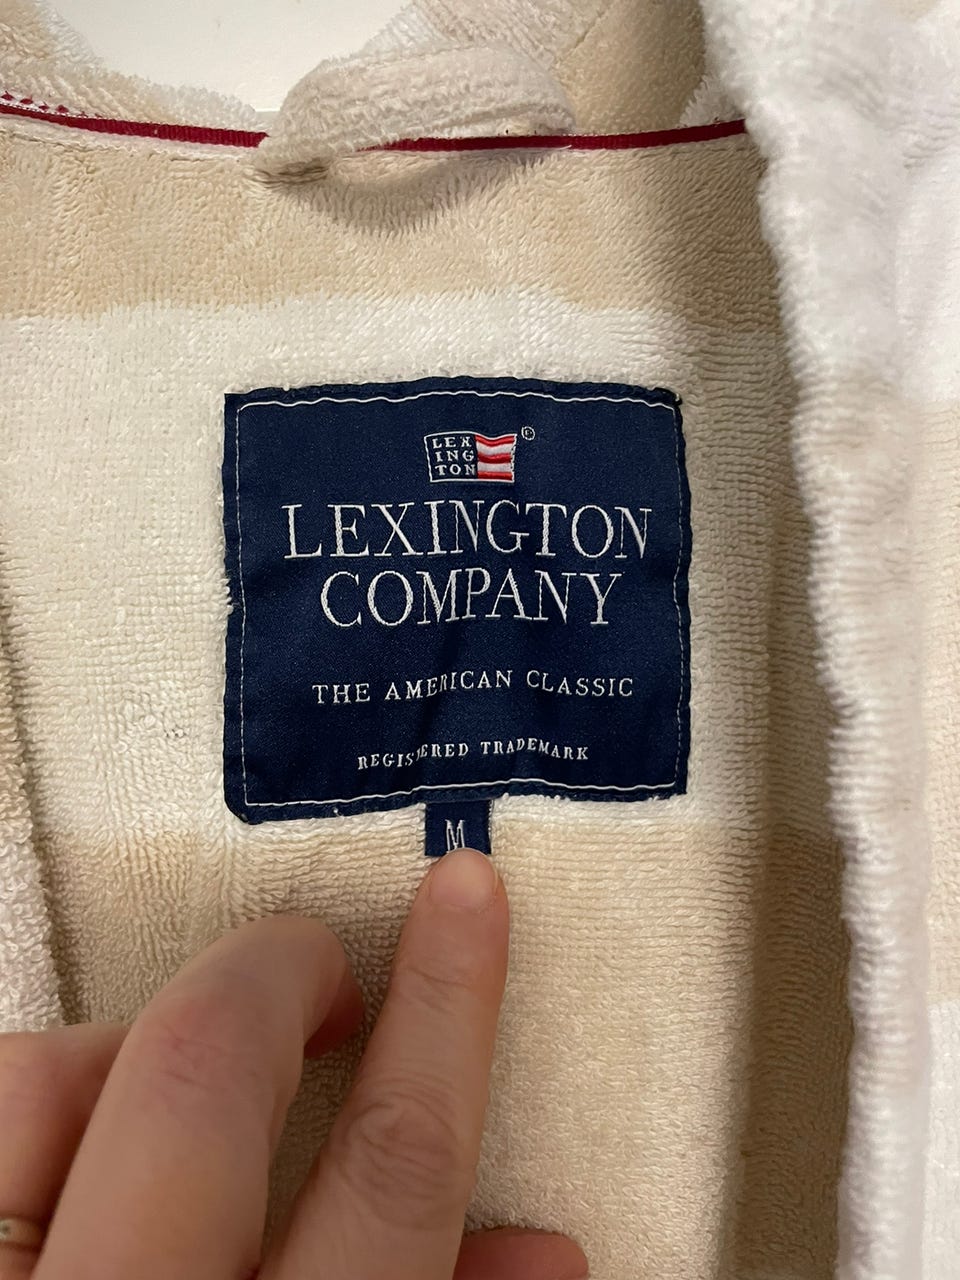 LEX
ING
TON
®
LEXINGTON
COMPANY
THE AMERICAN CLASSIC
REGISTERED TRADEMARK
M